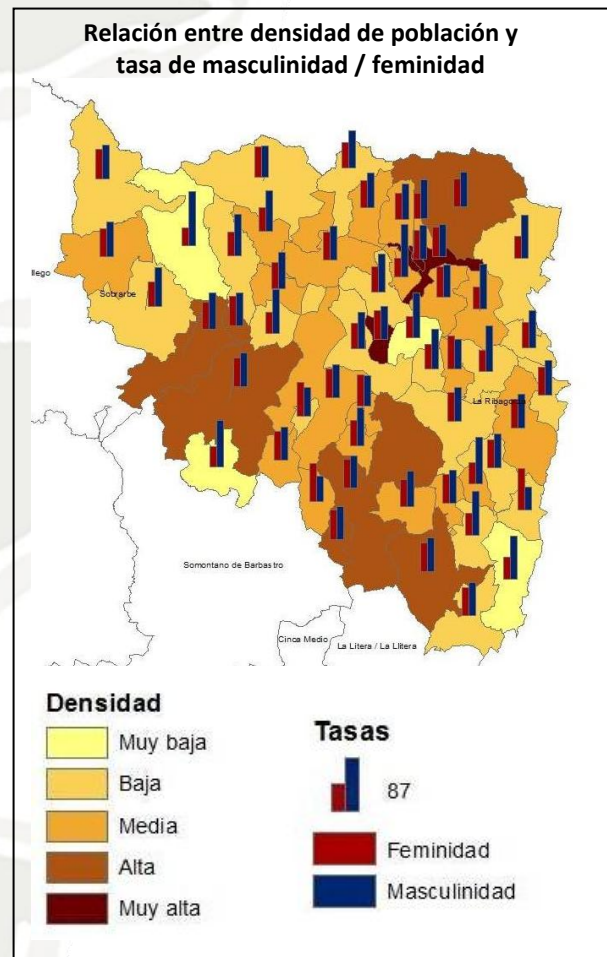 Relación entre densidad de población y
tasa de masculinidad / feminidad
llego
Sobrarbe
La Ribagorza
Somontano de Barbastro
Cinca Medio
La Litera / La Llitera
Densidad
Muy baja
Baja
Media
Alta
Muy alta
Tasas
87
Feminidad
Masculinidad